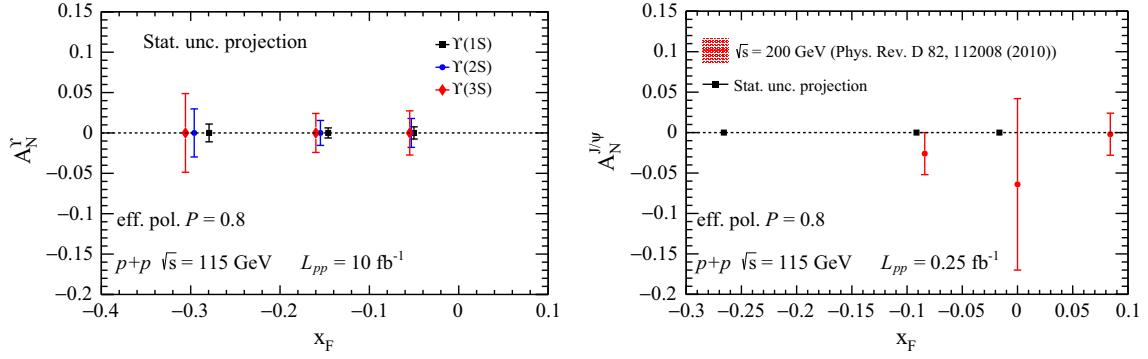 0.15
0.1
0.05
0
−0.05
−0.1
−0.15
−0.2
A_N^ϒ
Stat. unc. projection
ϒ(1S)
ϒ(2S)
ϒ(3S)
eff. pol. P = 0.8
p+p √s = 115 GeV L_pp = 10 fb⁻¹
−0.4 −0.3 −0.2 −0.1 0 0.1
x_F
0.15
0.1
0.05
0
−0.05
−0.1
−0.15
−0.2
A_N^J/ψ
√s = 200 GeV (Phys. Rev. D 82, 112008 (2010))
Stat. unc. projection
eff. pol. P = 0.8
p+p √s = 115 GeV L_pp = 0.25 fb⁻¹
−0.3 −0.25 −0.2 −0.15 −0.1 −0.05 0 0.05 0.1
x_F